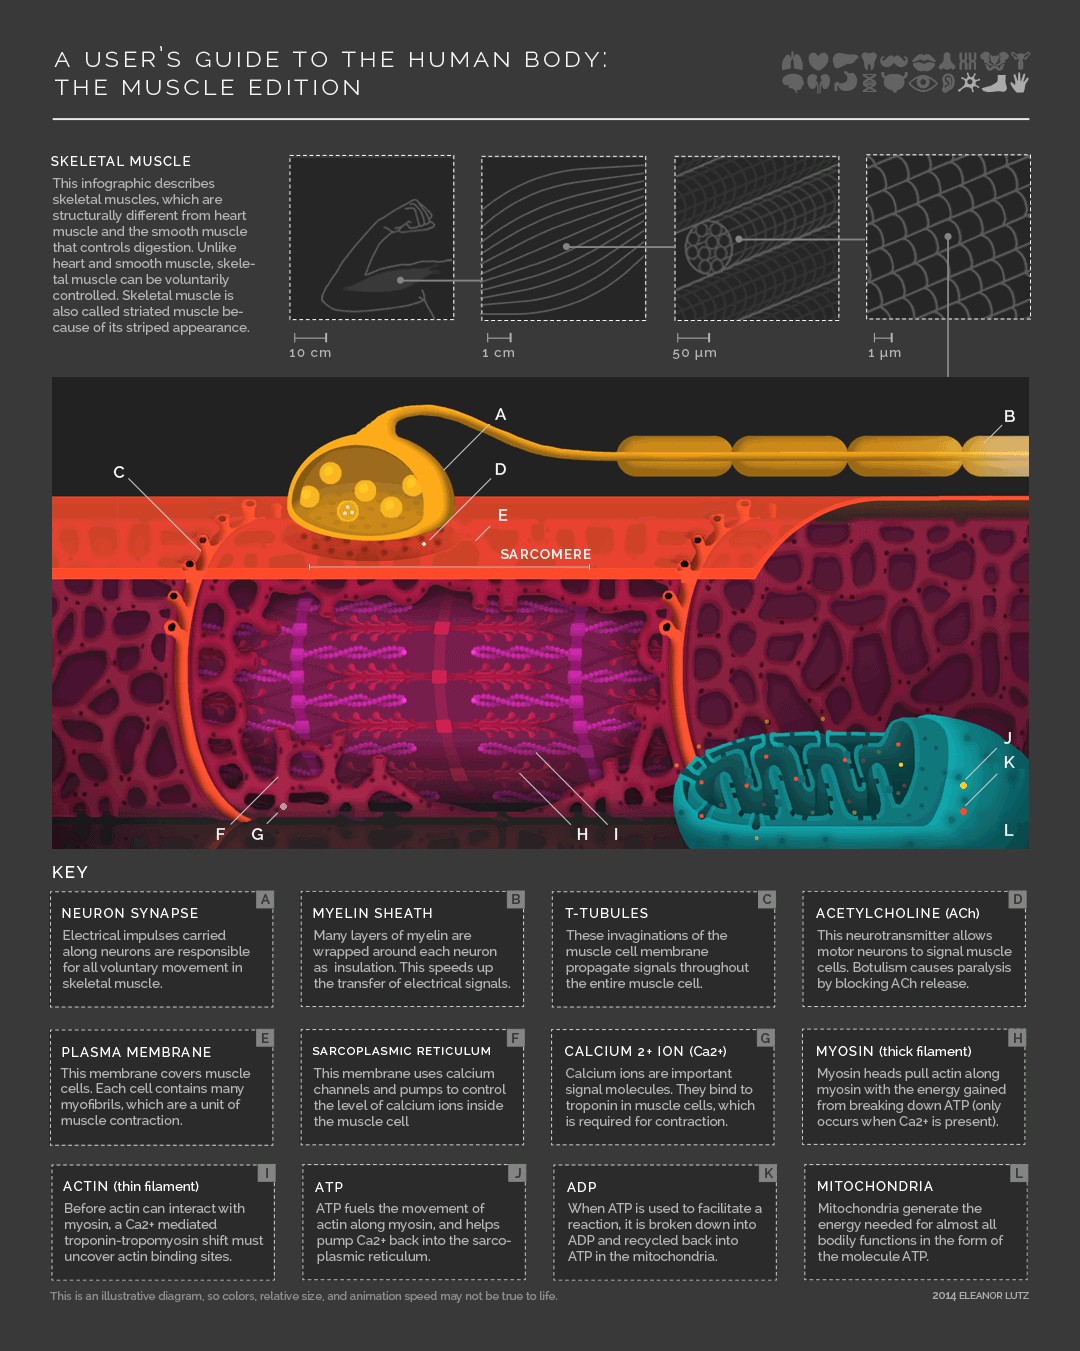 A USER'S GUIDE TO THE HUMAN BODY:
THE MUSCLE EDITION
SKELETAL MUSCLE
This infographic describes
skeletal muscles, which are
structurally different from heart
muscle and the smooth muscle
that controls digestion. Unlike
heart and smooth muscle, skele-
tal muscle can be voluntarily
controlled. Skeletal muscle is
also called striated muscle be-
cause of its striped appearance.
10 cm
1 cm
50 µm
1 µm
A
B
C
D
E
SARCOMERE
J
K
F
G
H
I
L
KEY
A
NEURON SYNAPSE
Electrical impulses carried
along neurons are responsible
for all voluntary movement in
skeletal muscle.
B
MYELIN SHEATH
Many layers of myelin are
wrapped around each neuron
as insulation. This speeds up
the transfer of electrical signals.
C
T-TUBULES
These invaginations of the
muscle cell membrane
propagate signals throughout
the entire muscle cell.
D
ACETYLCHOLINE (ACh)
This neurotransmitter allows
motor neurons to signal muscle
cells. Botulism causes paralysis
by blocking ACh release.
E
PLASMA MEMBRANE
This membrane covers muscle
cells. Each cell contains many
myofibrils, which are a unit of
muscle contraction.
F
SARCOPLASMIC RETICULUM
This membrane uses calcium
channels and pumps to control
the level of calcium ions inside
the muscle cell
G
CALCIUM 2+ ION (Ca2+)
Calcium ions are important
signal molecules. They bind to
troponin in muscle cells, which
is required for contraction.
H
MYOSIN (thick filament)
Myosin heads pull actin along
myosin with the energy gained
from breaking down ATP (only
occurs when Ca2+ is present).
I
ACTIN (thin filament)
Before actin can interact with
myosin, a Ca2+ mediated
troponin-tropomyosin shift must
uncover actin binding sites.
J
ATP
ATP fuels the movement of
actin along myosin, and helps
pump Ca2+ back into the sarco-
plasmic reticulum.
K
ADP
When ATP is used to facilitate a
reaction, it is broken down into
ADP and recycled back into
ATP in the mitochondria.
L
MITOCHONDRIA
Mitochondria generate the
energy needed for almost all
bodily functions in the form of
the molecule ATP.
This is an illustrative diagram, so colors, relative size, and animation speed may not be true to life.
2014 ELEANOR LUTZ